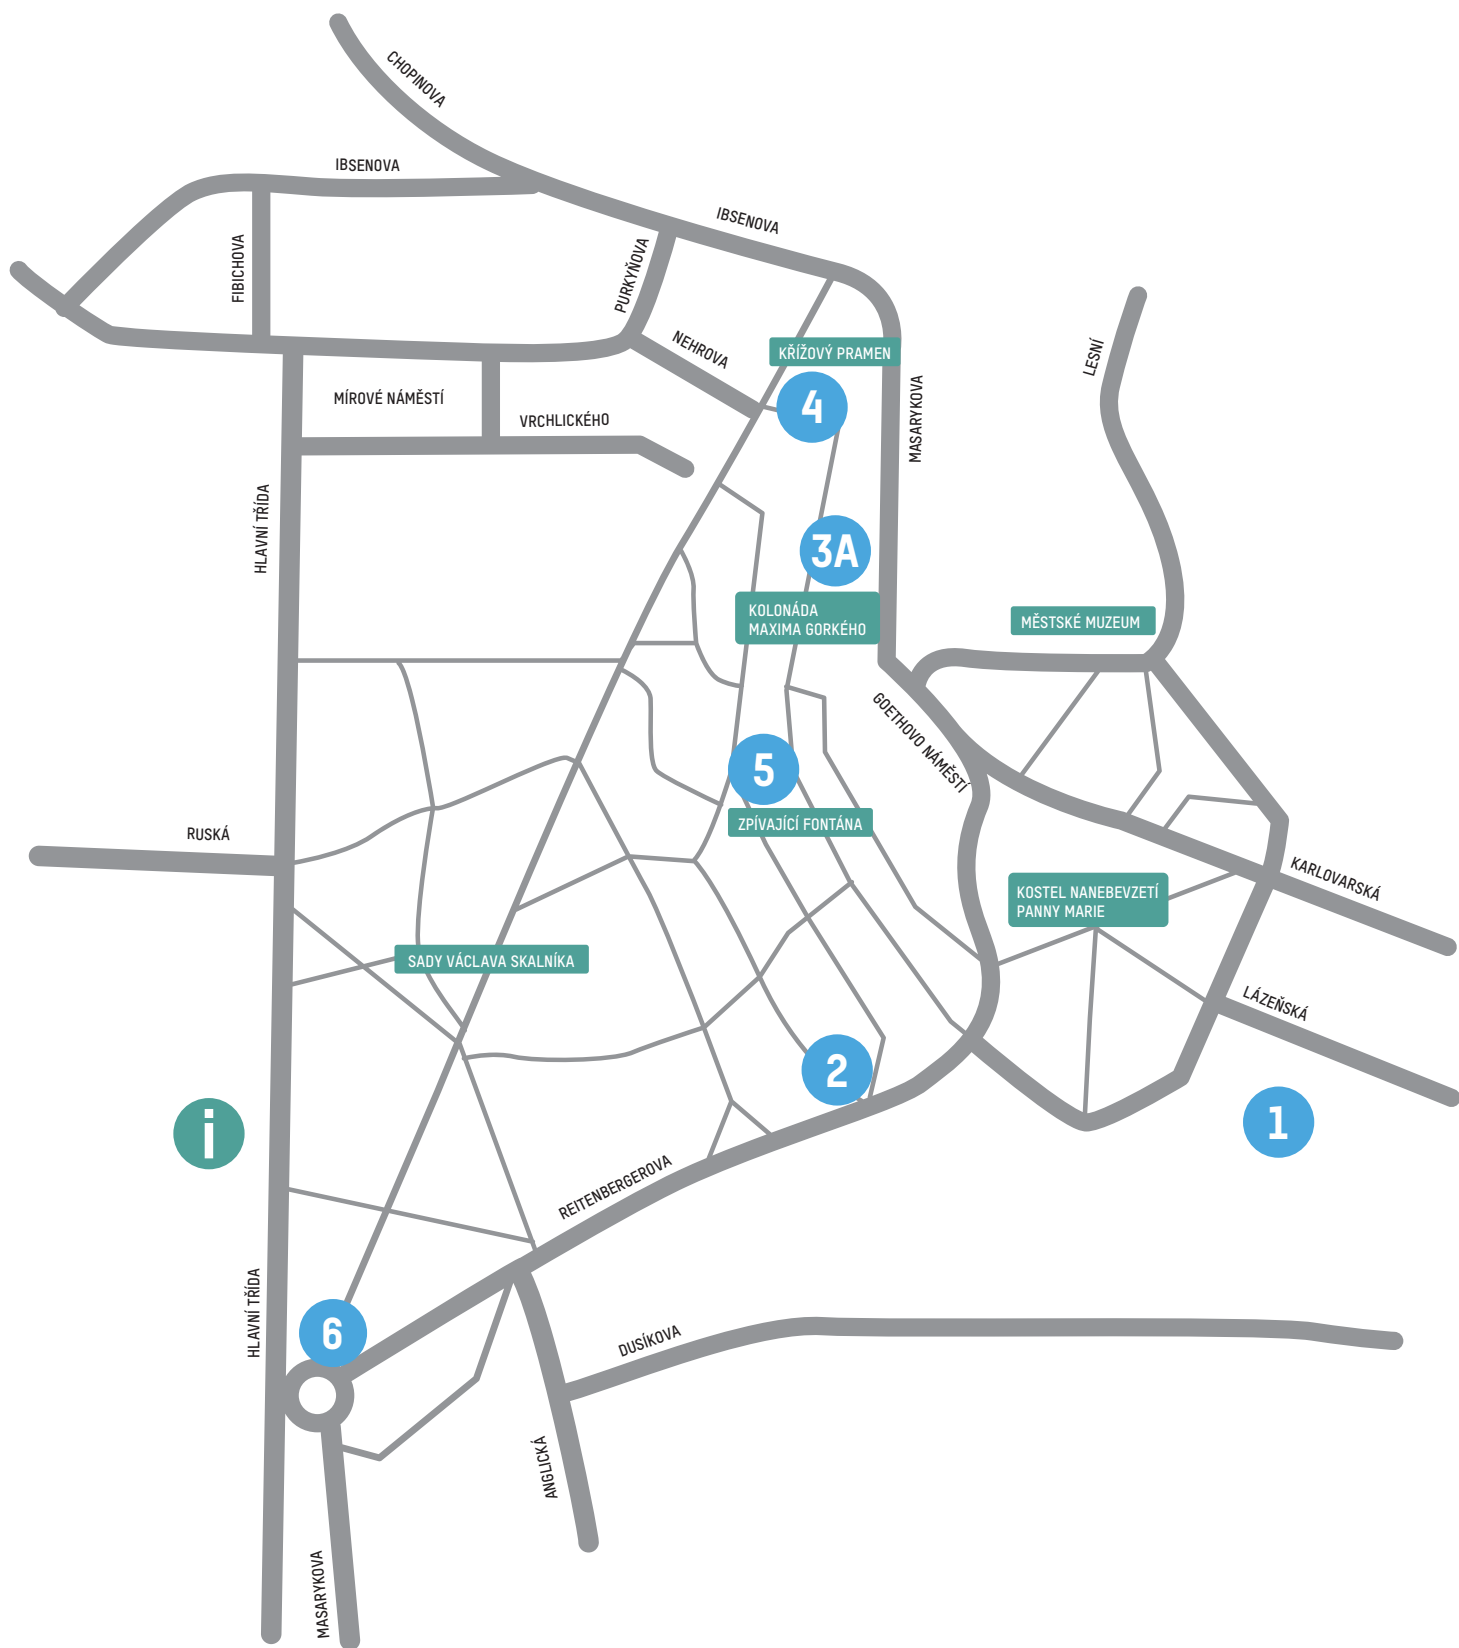 CHOPINOVA
IBSENOVA
IBSENOVA
FIBICHOVA
PURKYŇOVA
NEHROVA
KŘÍŽOVÝ PRAMEN
LESNÍ
MÍROVÉ NÁMĚSTÍ
4
VRCHLICKÉHO
MASARYKOVA
HLAVNÍ TŘÍDA
3A
KOLONÁDA
MAXIMA GORKÉHO
MĚSTSKÉ MUZEUM
GOETHOVO NÁMĚSTÍ
5
ZPÍVAJÍCÍ FONTÁNA
RUSKÁ
KARLOVARSKÁ
KOSTEL NANEBEVZETÍ
PANNY MARIE
SADY VÁCLAVA SKALNÍKA
LÁZEŇSKÁ
2
1
i
REITENBERGEROVA
HLAVNÍ TŘÍDA
6
DUSÍKOVA
ANGLICKÁ
MASARYKOVA